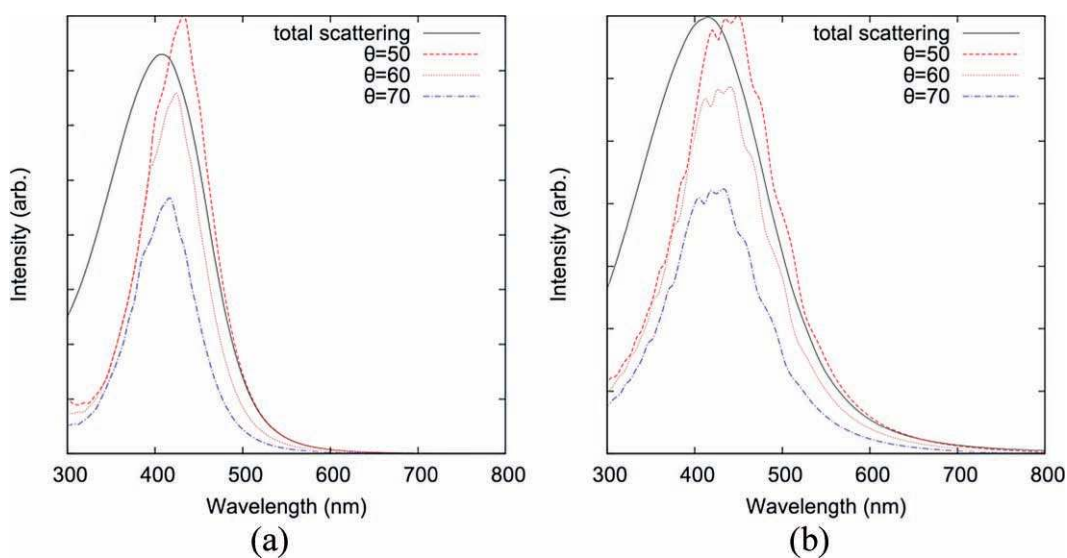 total scattering
θ=50
θ=60
θ=70
Intensity (arb.)
300 400 500 600 700 800
Wavelength (nm)
(a)
total scattering
θ=50
θ=60
θ=70
Intensity (arb.)
300 400 500 600 700 800
Wavelength (nm)
(b)